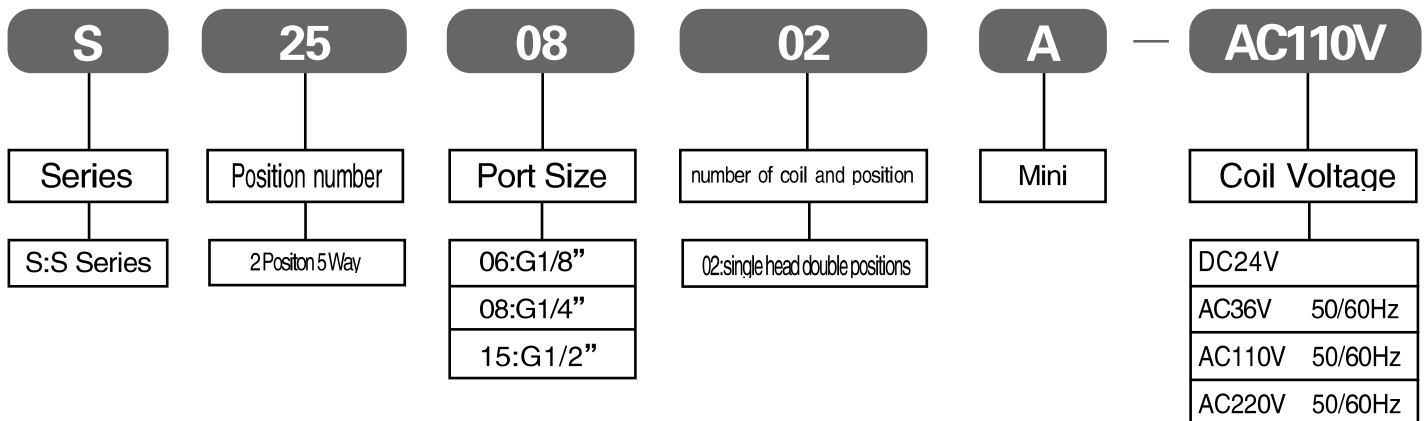 S 25 08 02 A — AC110V
Series Position number Port Size number of coil and position Mini Coil Voltage
S:S Series 2 Positon 5 Way 06:G1/8” 02:single head double positions DC24V
08:G1/4” AC36V 50/60Hz
15:G1/2” AC110V 50/60Hz
AC220V 50/60Hz